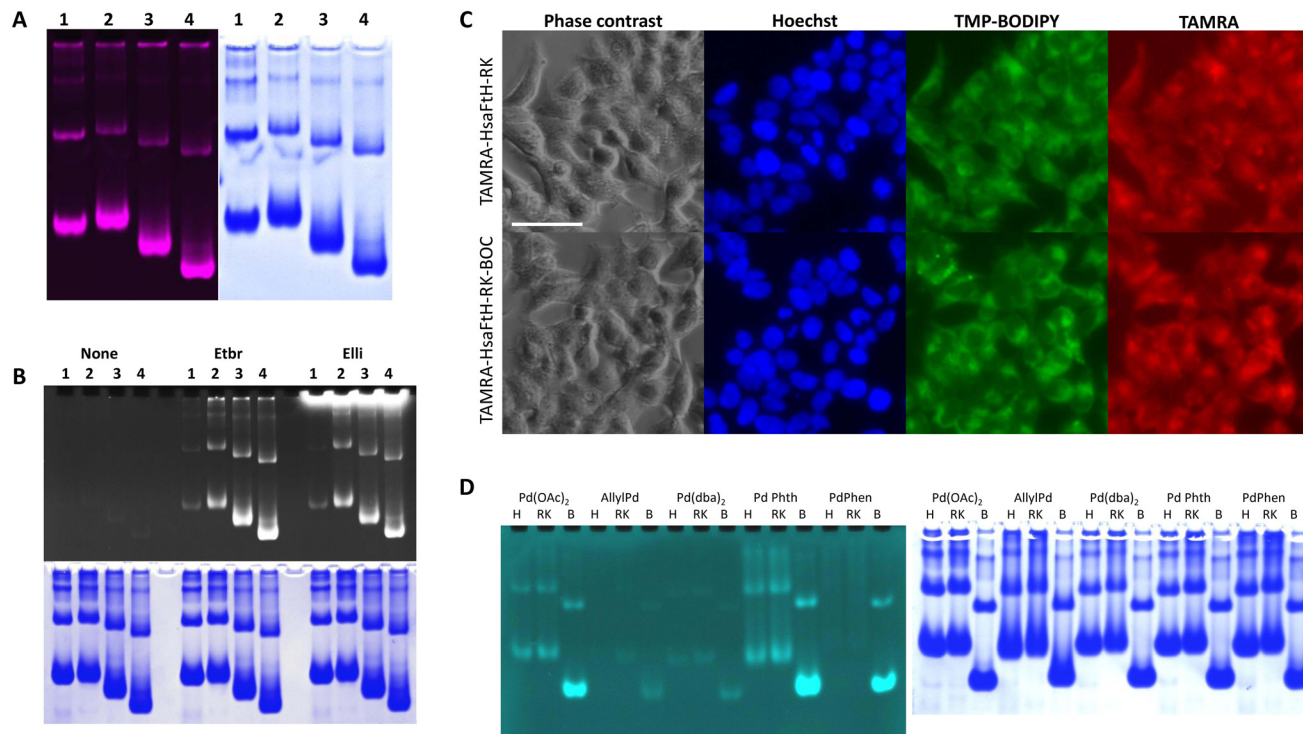 A
1 2 3 4 1 2 3 4
B
None Etbr Elli
1 2 3 4 1 2 3 4 1 2 3 4
C
Phase contrast Hoechst TMP-BODIPY TAMRA
TAMRA-HsaFtH-RK
TAMRA-HsaFtH-RK-BOC
D
Pd(OAc)₂ AllylPd Pd(dba)₂ Pd Phth PdPhen
H RK B H RK B H RK B H RK B H RK B
Pd(OAc)₂ AllylPd Pd(dba)₂ Pd Phth PdPhen
H RK B H RK B H RK B H RK B H RK B